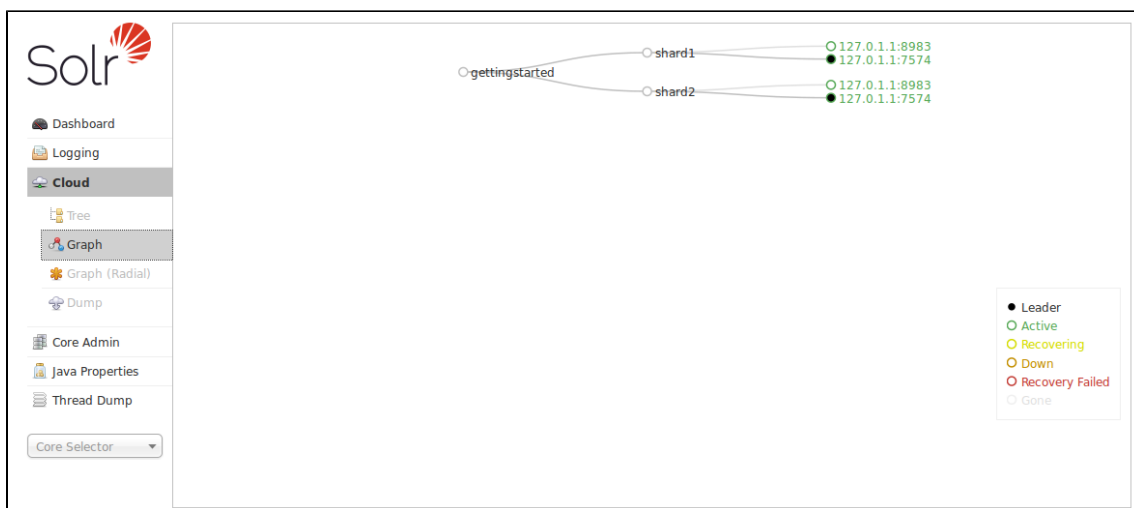 Solr
Dashboard
Logging
Cloud
Tree
Graph
Graph (Radial)
Dump
Core Admin
Java Properties
Thread Dump
Core Selector
gettingstarted
shard1
127.0.1.1:8983
127.0.1.1:7574
shard2
127.0.1.1:8983
127.0.1.1:7574
Leader
Active
Recovering
Down
Recovery Failed
Gone